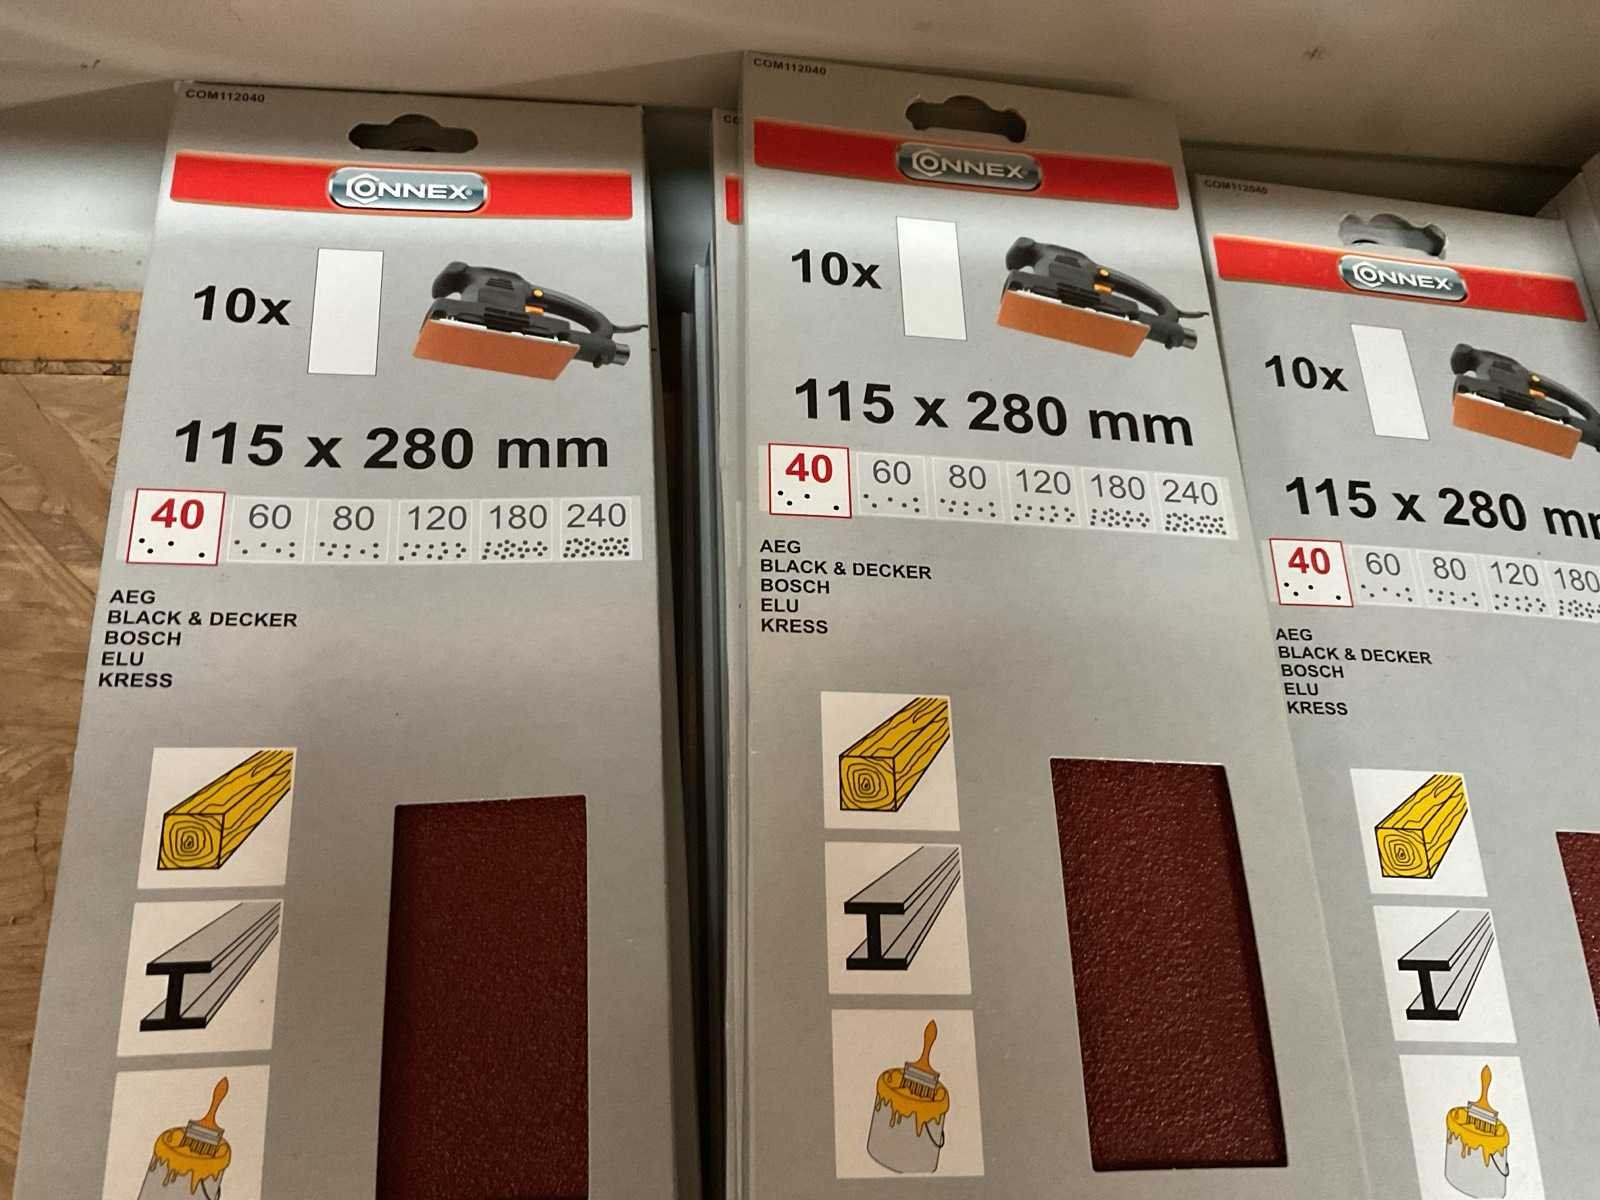 COM112040
CONNEX
10x
115 x 280 mm
40 60 80 120 180 240
AEG
BLACK & DECKER
BOSCH
ELU
KRESS
COM112040
CONNEX
10x
115 x 280 mm
40 60 80 120 180 240
AEG
BLACK & DECKER
BOSCH
ELU
KRESS
COM112040
CONNEX
10x
115 x 280
40 60 80 120 180
AEG
BLACK & DECKER
BOSCH
ELU
KRESS